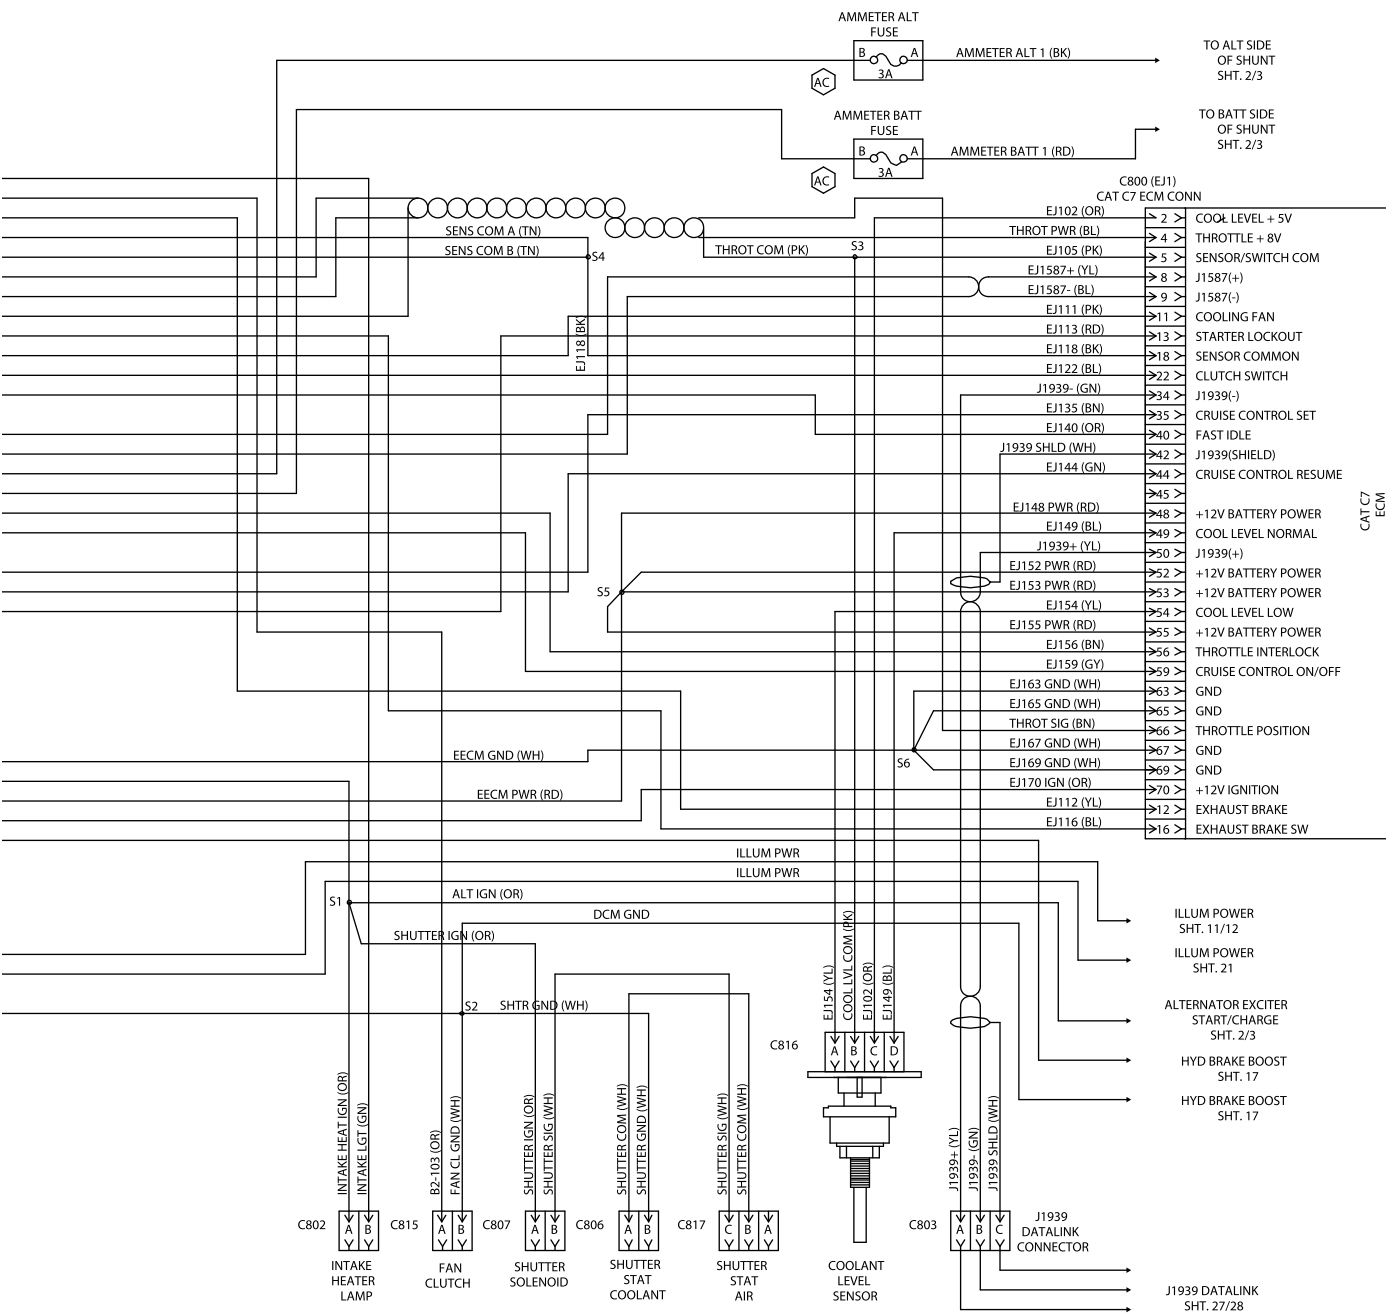 AMMETER ALT
FUSE
B
A
3A
AMMETER ALT 1 (BK)
TO ALT SIDE
OF SHUNT
SHT. 2/3
AC
AMMETER BATT
FUSE
B
A
3A
AMMETER BATT 1 (RD)
TO BATT SIDE
OF SHUNT
SHT. 2/3
AC
C800 (EJ1)
CAT C7 ECM CONN
EJ102 (OR) 2 COOL LEVEL + 5V
SENS COM A (TN)
THROT PWR (BL) 4 THROTTLE + 8V
SENS COM B (TN)
S4
THROT COM (PK)
S3
EJ105 (PK) 5 SENSOR/SWITCH COM
EJ1587+ (YL) 8 J1587(+)
EJ1587- (BL) 9 J1587(-)
EJ111 (PK) 11 COOLING FAN
EJ118 (BK)
EJ113 (RD) 13 STARTER LOCKOUT
EJ118 (BK) 18 SENSOR COMMON
EJ122 (BL) 22 CLUTCH SWITCH
J1939- (GN) 34 J1939(-)
EJ135 (BN) 35 CRUISE CONTROL SET
EJ140 (OR) 40 FAST IDLE
J1939 SHLD (WH) 42 J1939(SHIELD)
EJ144 (GN) 44 CRUISE CONTROL RESUME
45
CAT C7
ECM
EJ148 PWR (RD) 48 +12V BATTERY POWER
EJ149 (BL) 49 COOL LEVEL NORMAL
J1939+ (YL) 50 J1939(+)
EJ152 PWR (RD) 52 +12V BATTERY POWER
S5
EJ153 PWR (RD) 53 +12V BATTERY POWER
EJ154 (YL) 54 COOL LEVEL LOW
EJ155 PWR (RD) 55 +12V BATTERY POWER
EJ156 (BN) 56 THROTTLE INTERLOCK
EJ159 (GY) 59 CRUISE CONTROL ON/OFF
EJ163 GND (WH) 63 GND
EJ165 GND (WH) 65 GND
THROT SIG (BN) 66 THROTTLE POSITION
EECM GND (WH)
EJ167 GND (WH) 67 GND
S6
EJ169 GND (WH) 69 GND
EECM PWR (RD)
EJ170 IGN (OR) 70 +12V IGNITION
EJ112 (YL) 12 EXHAUST BRAKE
EJ116 (BL) 16 EXHAUST BRAKE SW
ILLUM PWR
ILLUM PWR
S1
ALT IGN (OR)
DCM GND
SHUTTER IGN (OR)
S2
SHTR GND (WH)
ILLUM POWER
SHT. 11/12
ILLUM POWER
SHT. 21
ALTERNATOR EXCITER
START/CHARGE
SHT. 2/3
HYD BRAKE BOOST
SHT. 17
HYD BRAKE BOOST
SHT. 17
EJ154 (YL)
COOL LVL COM (PK)
EJ102 (OR)
EJ149 (BL)
C816
A B C D
INTAKE HEAT IGN (OR)
INTAKE LGT (GN)
B2-103 (OR)
FAN CL GND (WH)
SHUTTER IGN (OR)
SHUTTER SIG (WH)
SHUTTER COM (WH)
SHUTTER GND (WH)
SHUTTER SIG (WH)
SHUTTER COM (WH)
J1939+ (YL)
J1939- (GN)
J1939 SHLD (WH)
C802 A B
C815 A B
C807 A B
C806 A B
C817 C B A
C803 A B C
J1939
DATALINK
CONNECTOR
INTAKE
HEATER
LAMP
FAN
CLUTCH
SHUTTER
SOLENOID
SHUTTER
STAT
COOLANT
SHUTTER
STAT
AIR
COOLANT
LEVEL
SENSOR
J1939 DATALINK
SHT. 27/28